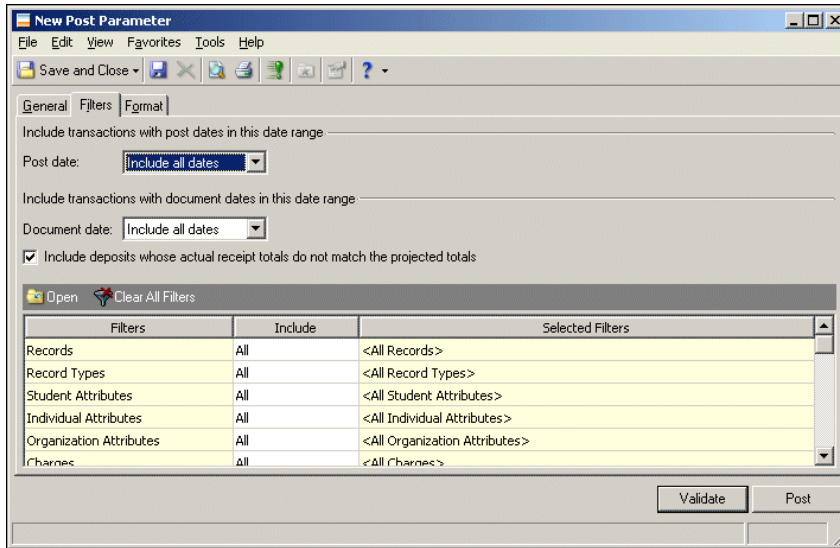 New Post Parameter
File Edit View Favorites Tools Help
Save and Close
General Filters Format
Include transactions with post dates in this date range
Post date: Include all dates
Include transactions with document dates in this date range
Document date: Include all dates
Include deposits whose actual receipt totals do not match the projected totals
Open Clear All Filters
Filters Include Selected Filters
Records All <All Records>
Record Types All <All Record Types>
Student Attributes All <All Student Attributes>
Individual Attributes All <All Individual Attributes>
Organization Attributes All <All Organization Attributes>
Charges All <All Charges>
Validate Post